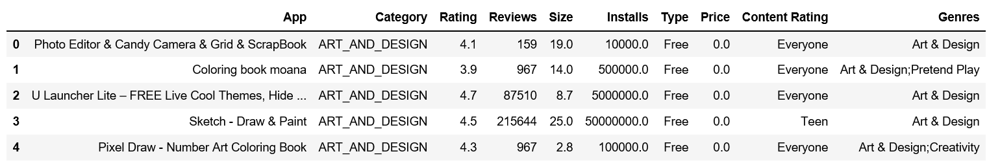 App Category Rating Reviews Size Installs Type Price Content Rating Genres
0 Photo Editor & Candy Camera & Grid & ScrapBook ART_AND_DESIGN 4.1 159 19.0 10000.0 Free 0.0 Everyone Art & Design
1 Coloring book moana ART_AND_DESIGN 3.9 967 14.0 500000.0 Free 0.0 Everyone Art & Design;Pretend Play
2 U Launcher Lite – FREE Live Cool Themes, Hide ... ART_AND_DESIGN 4.7 87510 8.7 5000000.0 Free 0.0 Everyone Art & Design
3 Sketch - Draw & Paint ART_AND_DESIGN 4.5 215644 25.0 50000000.0 Free 0.0 Teen Art & Design
4 Pixel Draw - Number Art Coloring Book ART_AND_DESIGN 4.3 967 2.8 100000.0 Free 0.0 Everyone Art & Design;Creativity